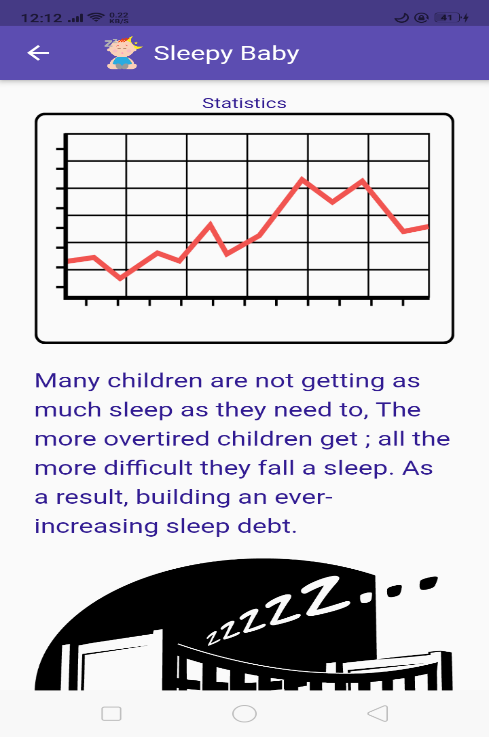 12:12 0.22 KB/S 41
Sleepy Baby
Statistics
Many children are not getting as
much sleep as they need to, The
more overtired children get ; all the
more difficult they fall a sleep. As
a result, building an ever-
increasing sleep debt.
zzzzz...